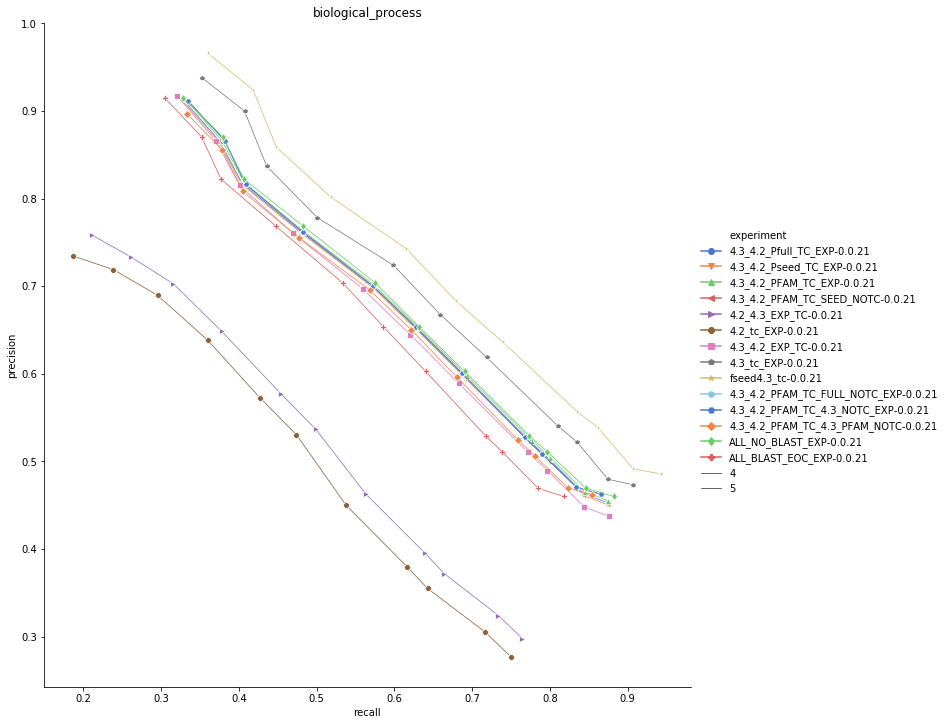 biological_process
1.0
0.9
0.8
0.7
0.6
0.5
0.4
0.3
precision
0.2 0.3 0.4 0.5 0.6 0.7 0.8 0.9
recall
experiment
4.3_4.2_Pfull_TC_EXP-0.0.21
4.3_4.2_Pseed_TC_EXP-0.0.21
4.3_4.2_PFAM_TC_EXP-0.0.21
4.3_4.2_PFAM_TC_SEED_NOTC-0.0.21
4.2_4.3_EXP_TC-0.0.21
4.2_tc_EXP-0.0.21
4.3_4.2_EXP_TC-0.0.21
4.3_tc_EXP-0.0.21
fseed4.3_tc-0.0.21
4.3_4.2_PFAM_TC_FULL_NOTC_EXP-0.0.21
4.3_4.2_PFAM_TC_4.3_NOTC_EXP-0.0.21
4.3_4.2_PFAM_TC_4.3_PFAM_NOTC-0.0.21
ALL_NO_BLAST_EXP-0.0.21
ALL_BLAST_EOC_EXP-0.0.21
4
5